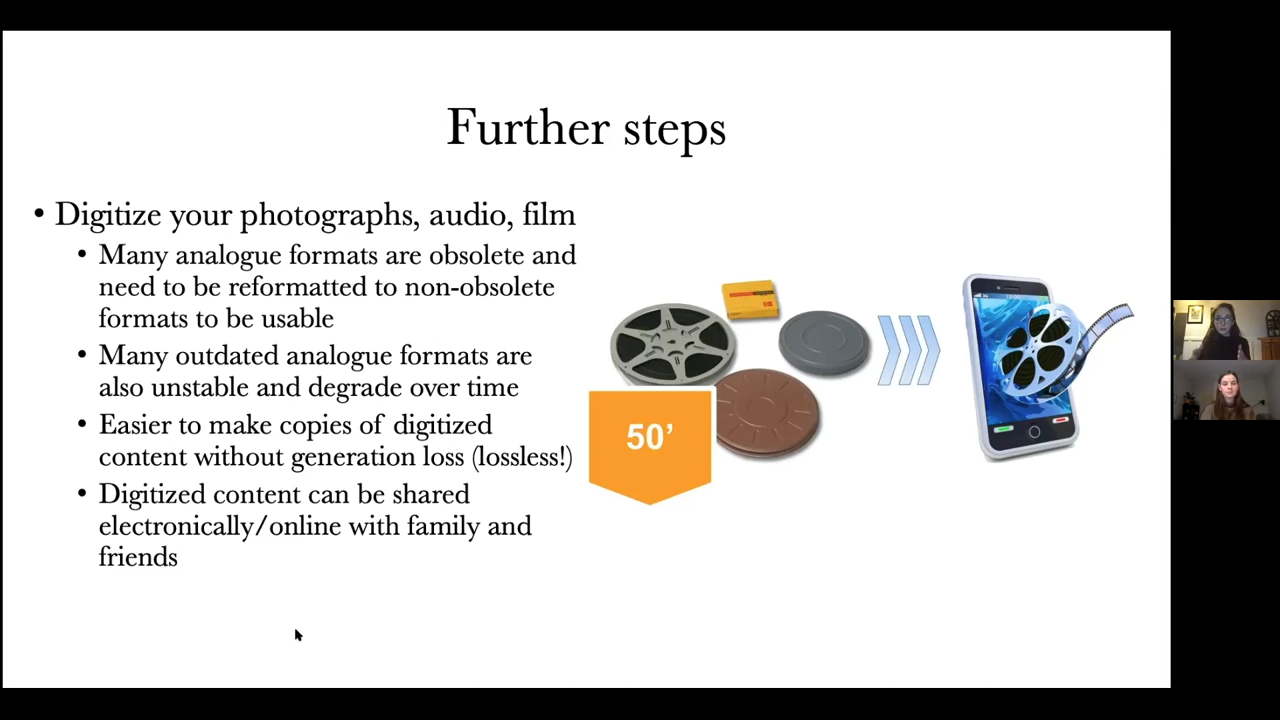 Further steps
• Digitize your photographs, audio, film
• Many analogue formats are obsolete and
need to be reformatted to non-obsolete
formats to be usable
• Many outdated analogue formats are
also unstable and degrade over time
• Easier to make copies of digitized
content without generation loss (lossless!)
• Digitized content can be shared
electronically/online with family and
friends
50’